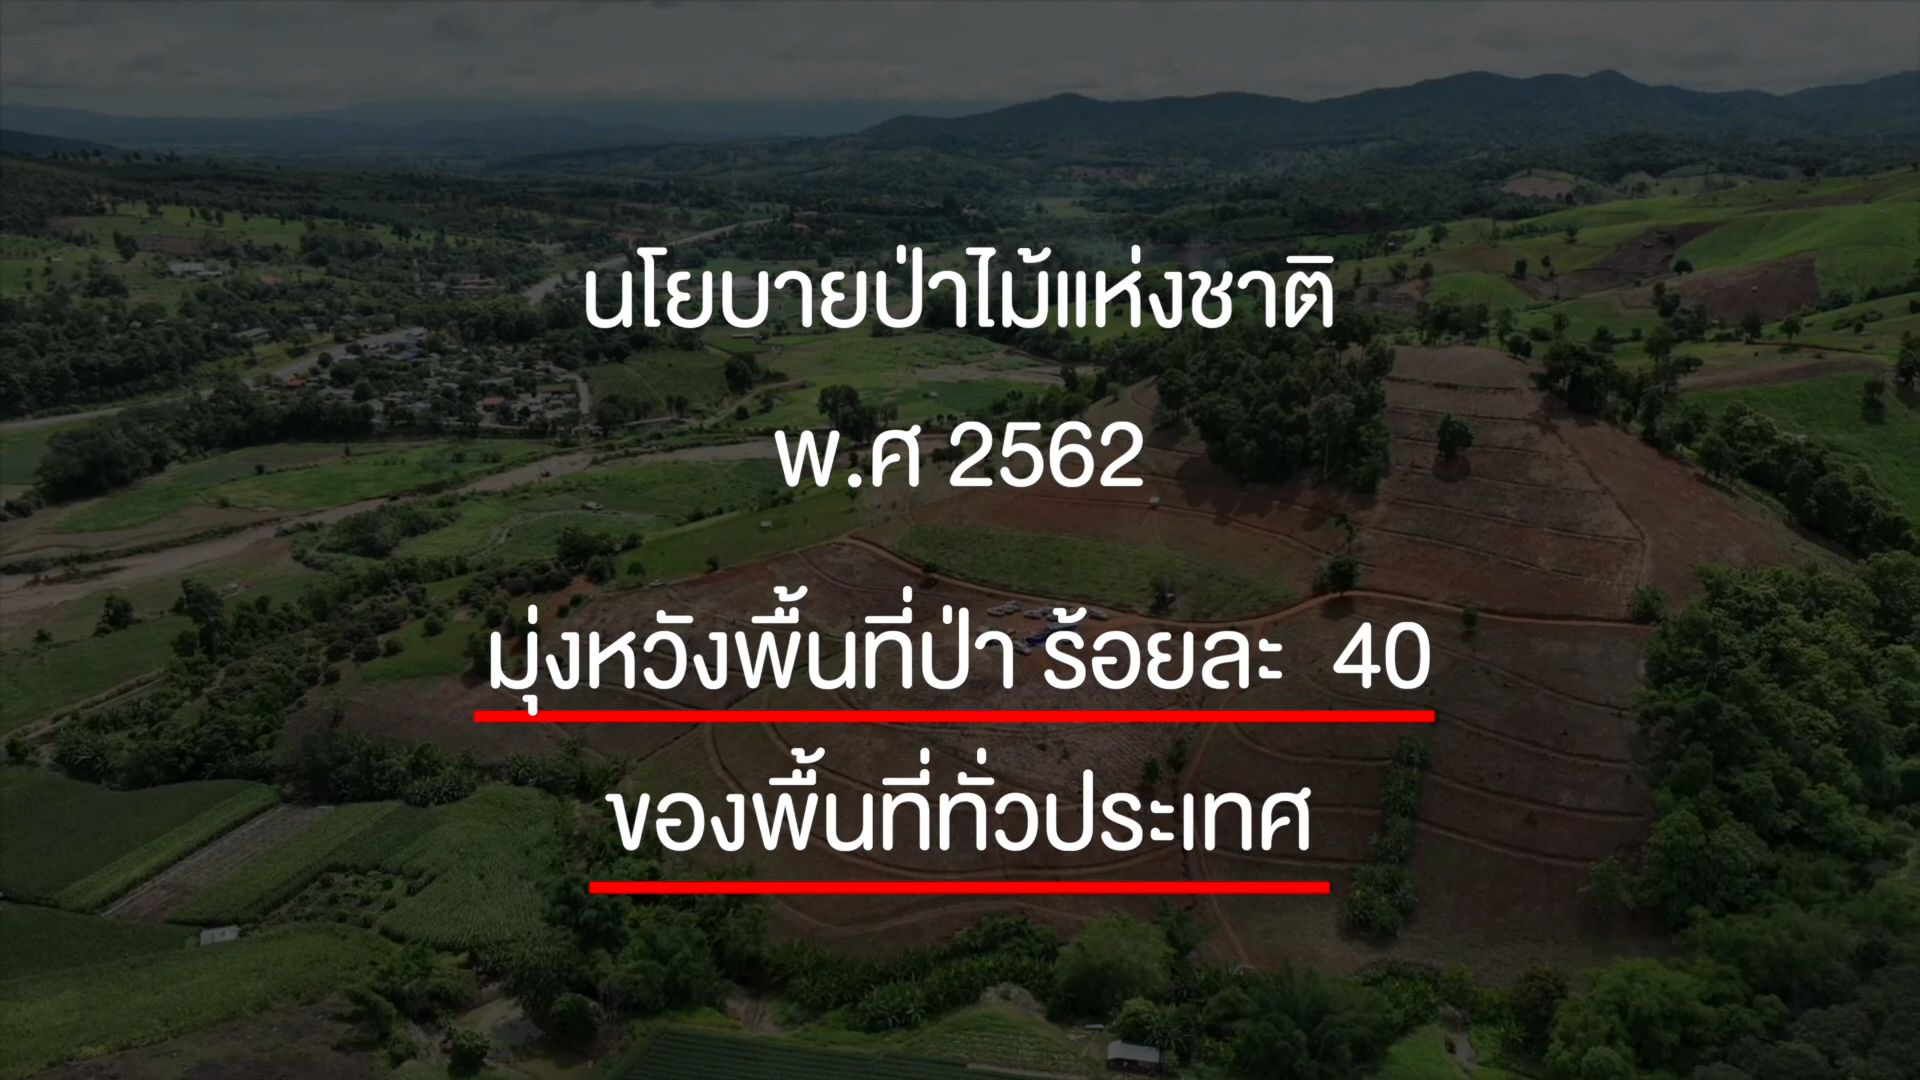 นโยบายป่าไม้แห่งชาติ
พ.ศ 2562
มุ่งหวังพื้นที่ป่า ร้อยละ  40
ของพื้นที่ทั่วประเทศ